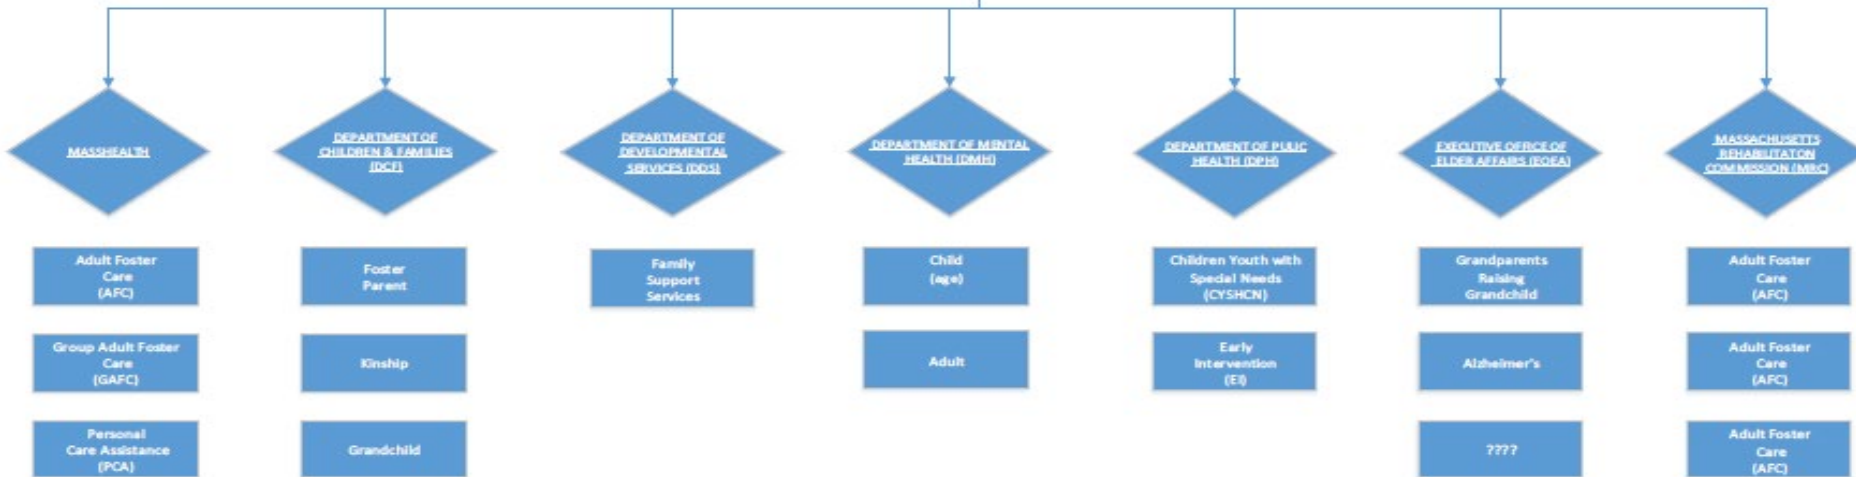 MASSHEALTH
DEPARTMENT OF
CHILDREN & FAMILIES
(DCF)
DEPARTMENT OF
DEVELOPMENTAL
SERVICES (DDS)
DEPARTMENT OF MENTAL
HEALTH (DMH)
DEPARTMENT OF PULIC
HEALTH (DPH)
EXECUTIVE OFFICE OF
ELDER AFFAIRS (EOEA)
MASSACHUSETTS
REHABILITATON
COMMISSION (MRC)
Adult Foster
Care
(AFC)
Foster
Parent
Family
Support
Services
Child
(age)
Children Youth with
Special Needs
(CYSHCN)
Grandparents
Raising
Grandchild
Adult Foster
Care
(AFC)
Group Adult Foster
Care
(GAFC)
Kinship
Adult
Early
Intervention
(EI)
Alzheimer's
Adult Foster
Care
(AFC)
Personal
Care Assistance
(PCA)
Grandchild
????
Adult Foster
Care
(AFC)